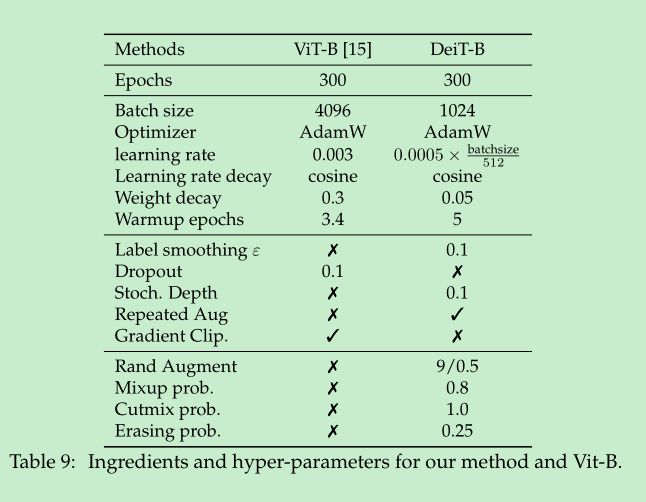 Methods ViT-B [15] DeiT-B
Epochs 300 300
Batch size 4096 1024
Optimizer AdamW AdamW
learning rate 0.003 0.0005 × batchsize/512
Learning rate decay cosine cosine
Weight decay 0.3 0.05
Warmup epochs 3.4 5
Label smoothing ε ✗ 0.1
Dropout 0.1 ✗
Stoch. Depth ✗ 0.1
Repeated Aug ✗ ✓
Gradient Clip. ✓ ✗
Rand Augment ✗ 9/0.5
Mixup prob. ✗ 0.8
Cutmix prob. ✗ 1.0
Erasing prob. ✗ 0.25
Table 9: Ingredients and hyper-parameters for our method and Vit-B.